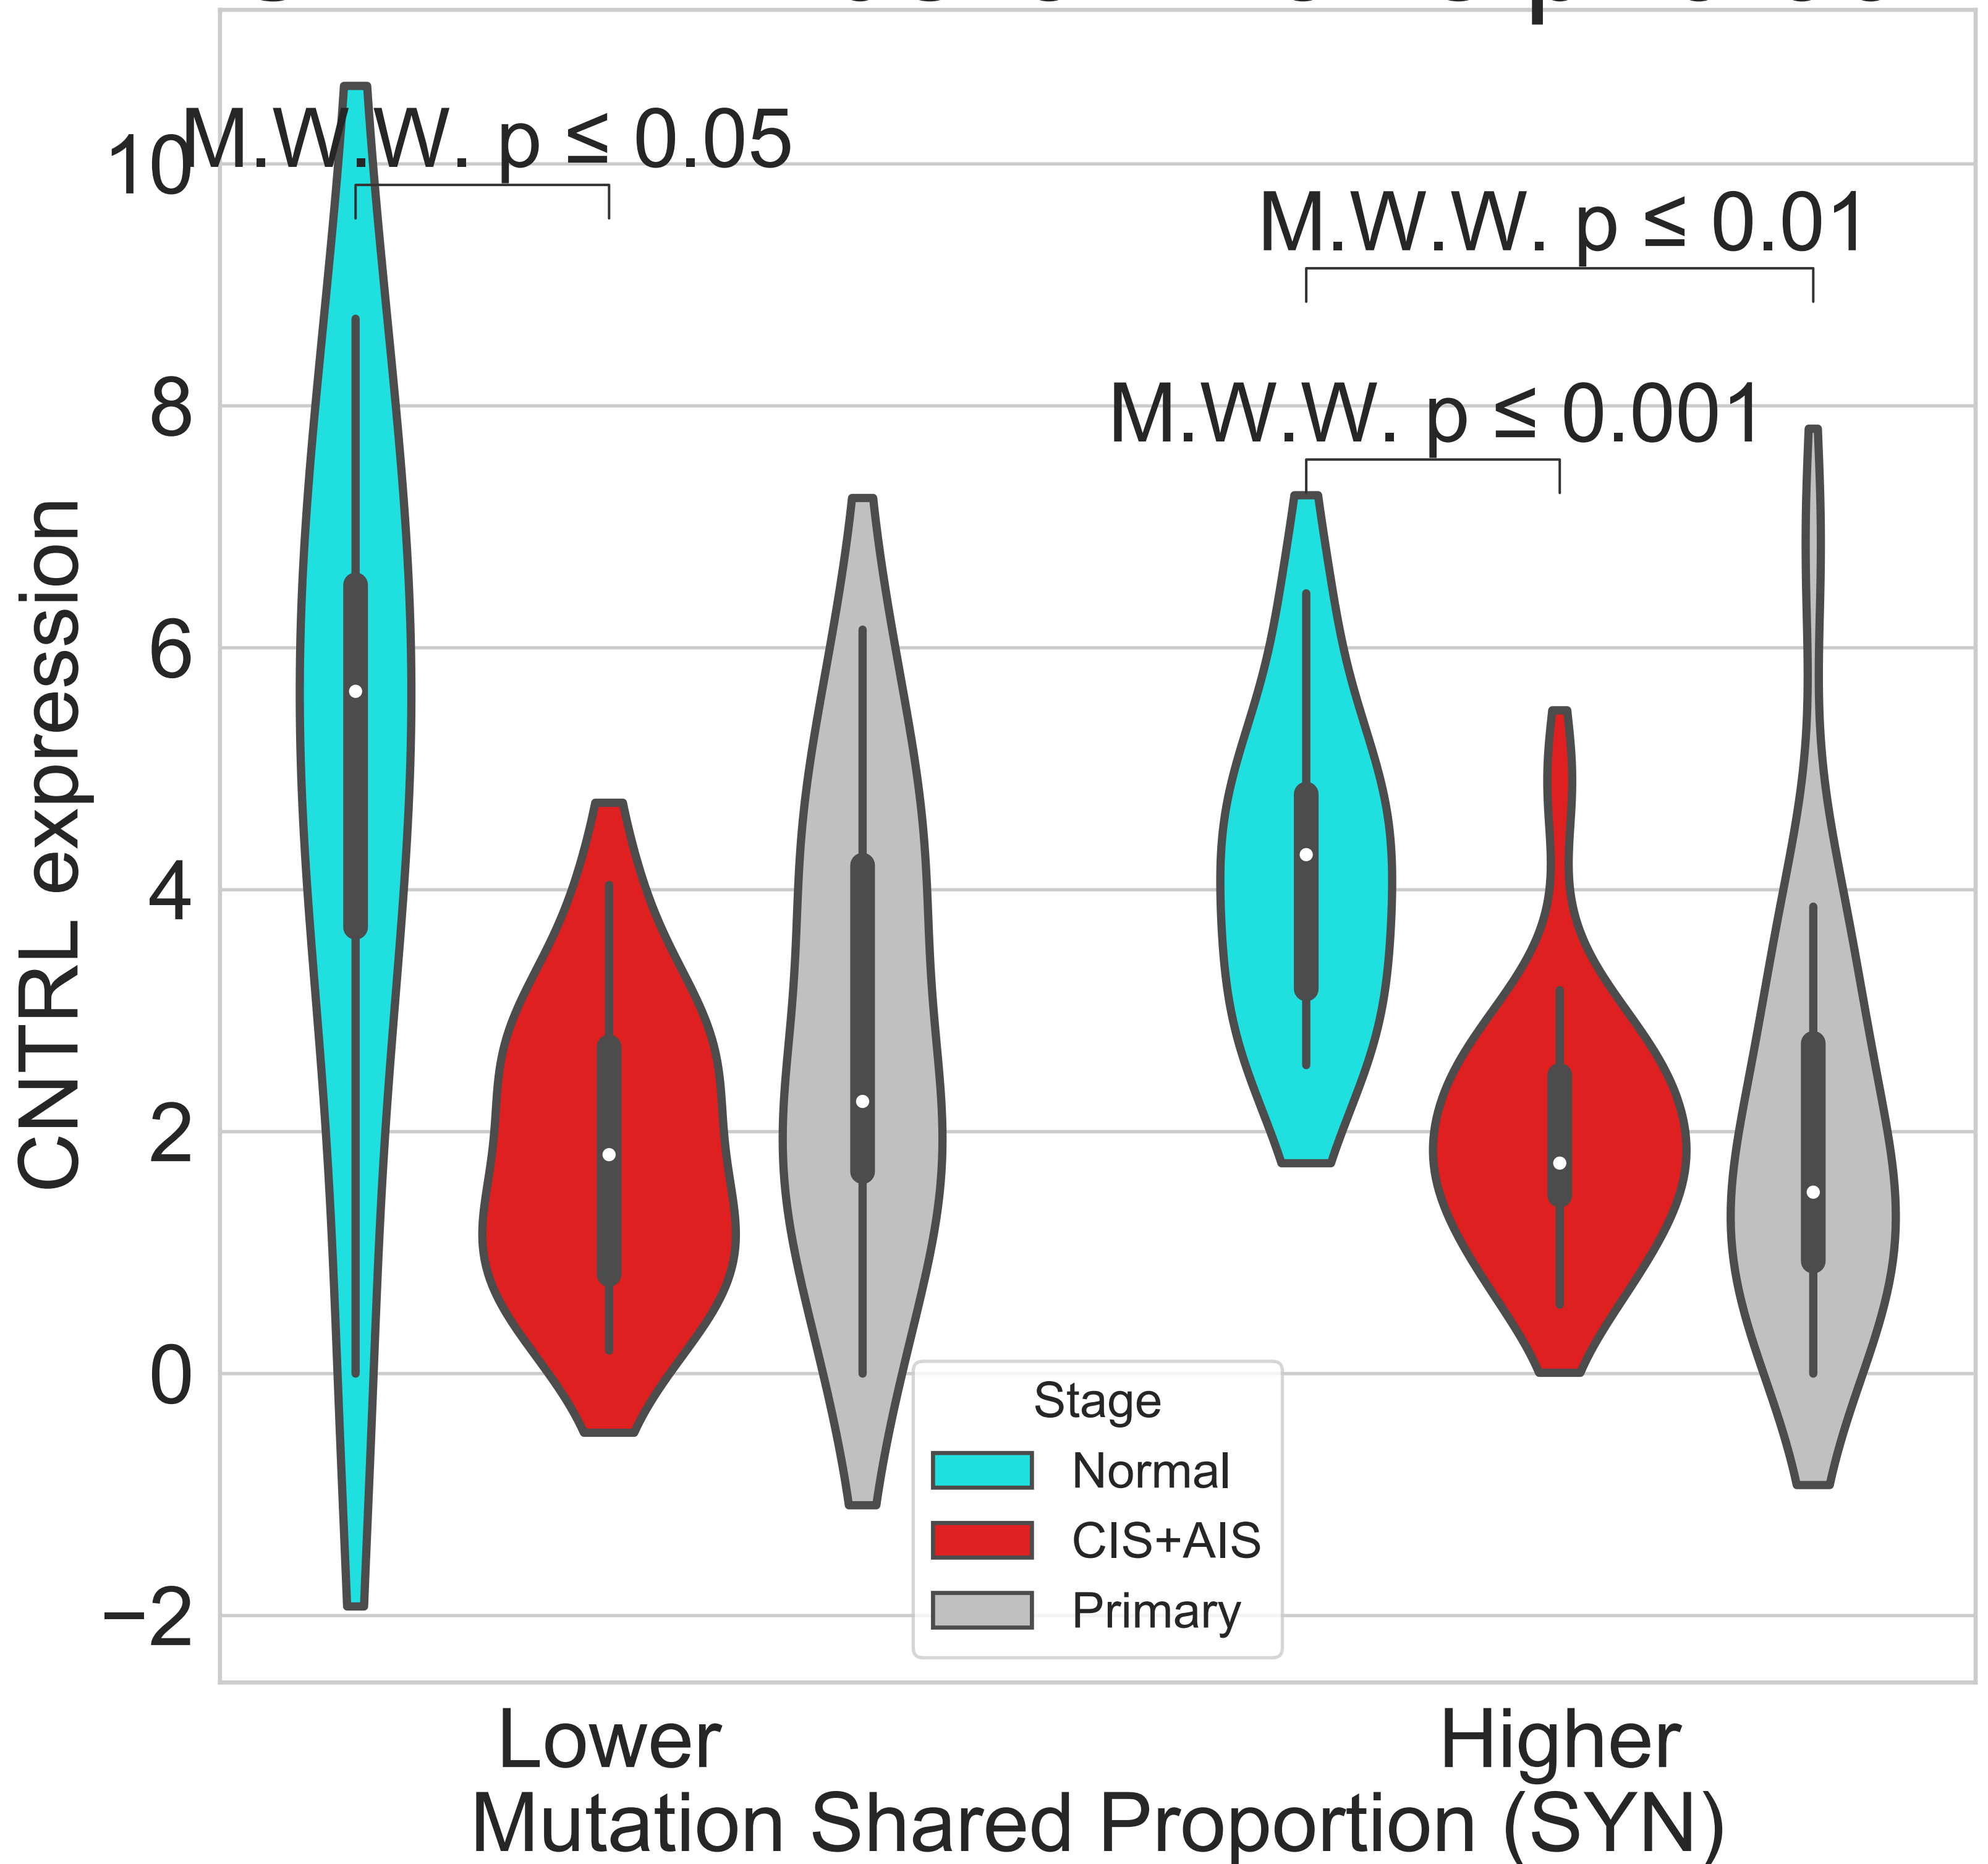 M.W.W. p ≤ 0.05
M.W.W. p ≤ 0.01
M.W.W. p ≤ 0.001
10
8
6
4
2
0
−2
CNTRL expression
Stage
Normal
CIS+AIS
Primary
Lower
Higher
Mutation Shared Proportion (SYN)